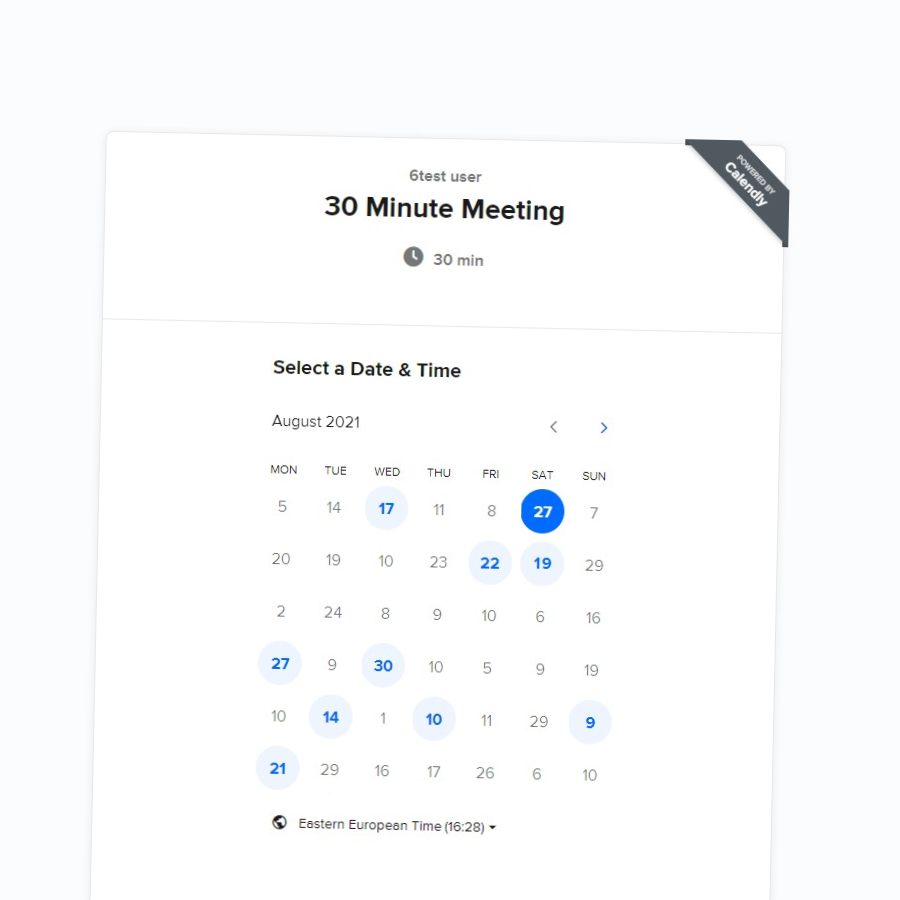 POWERED BY
Calendly
6test user
30 Minute Meeting
30 min
Select a Date & Time
August 2021
MON TUE WED THU FRI SAT SUN
5 14 17 11 8 27 7
20 19 10 23 22 19 29
2 24 8 9 10 6 16
27 9 30 10 5 9 19
10 14 1 10 11 29 9
21 29 16 17 26 6 10
Eastern European Time (16:28)